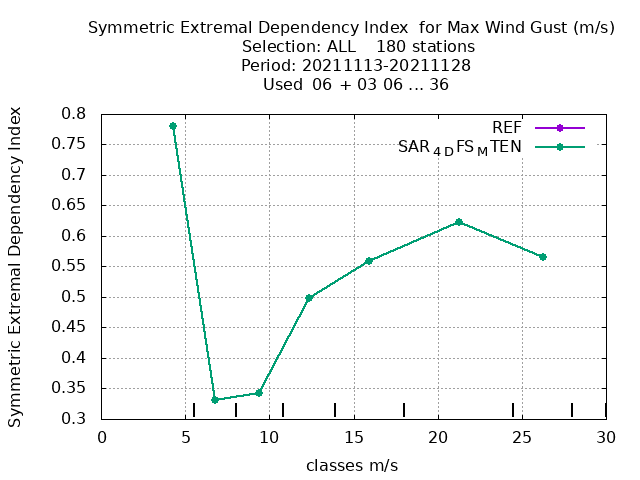 Symmetric Extremal Dependency Index  for Max Wind Gust (m/s)
Selection: ALL    180 stations
Period: 20211113-20211128
Used  06 + 03 06 ... 36
Symmetric Extremal Dependency Index
0.8
0.75
0.7
0.65
0.6
0.55
0.5
0.45
0.4
0.35
0.3
REF
SAR4DFSMTEN
0 5 10 15 20 25 30
classes m/s